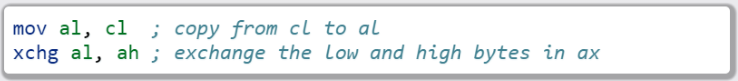 mov al, cl  ; copy from cl to al
xchg al, ah ; exchange the low and high bytes in ax